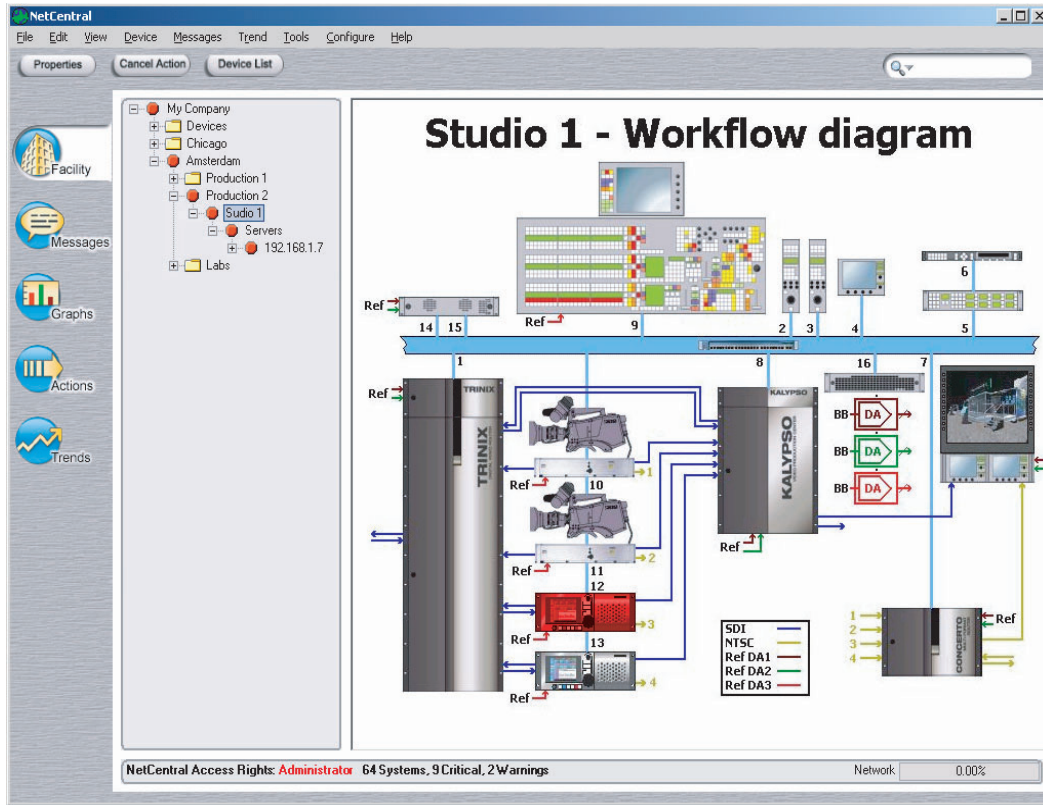 NetCentral
File Edit View Device Messages Trend Tools Configure Help
Properties Cancel Action Device List
Facility
Messages
Graphs
Actions
Trends
My Company
Devices
Chicago
Amsterdam
Production 1
Production 2
Sudio 1
Servers
192.168.1.7
Labs
Studio 1 - Workflow diagram
Ref
14 15
Ref
9
2 3 4
6
5
1
8
16
7
Ref
TRINIX
TRINIX
KALYPSO
KALYPSO
BB DA
BB DA
BB DA
Ref
10
1
Ref
11
2
12
Ref
3
13
Ref
4
Ref
SDI
NTSC
Ref DA1
Ref DA2
Ref DA3
1
2
3
4
CONCERTO
Ref
NetCentral Access Rights: Administrator 64 Systems, 9 Critical, 2 Warnings
Network 0.00%